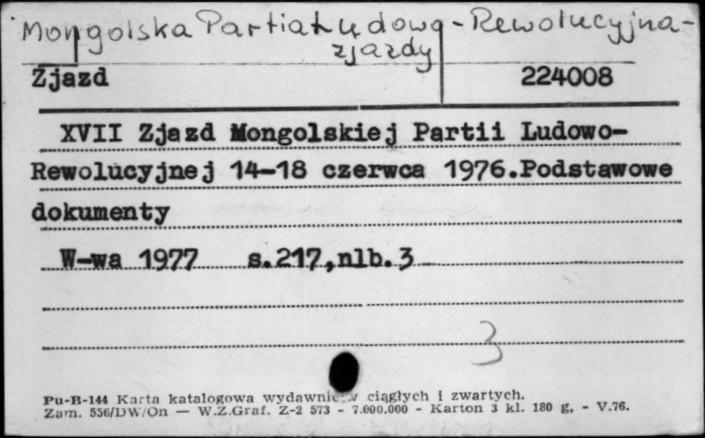 Mongolska Partia Ludowo-Rewolucyjna-
zjazdy
Zjazd 224008
XVII Zjazd Mongolskiej Partii Ludowo-
Rewolucyjnej 14-18 czerwca 1976.Podstawowe
dokumenty
W-wa 1977 s.217,nlb.3
3
Pu-B-144 Karta katalogowa wydawnictw ciągłych i zwartych.
Zam. 556/DW/On — W.Z.Graf. Z-2 573 - 7.000.000 - Karton 3 kl. 180 g, - V.76.